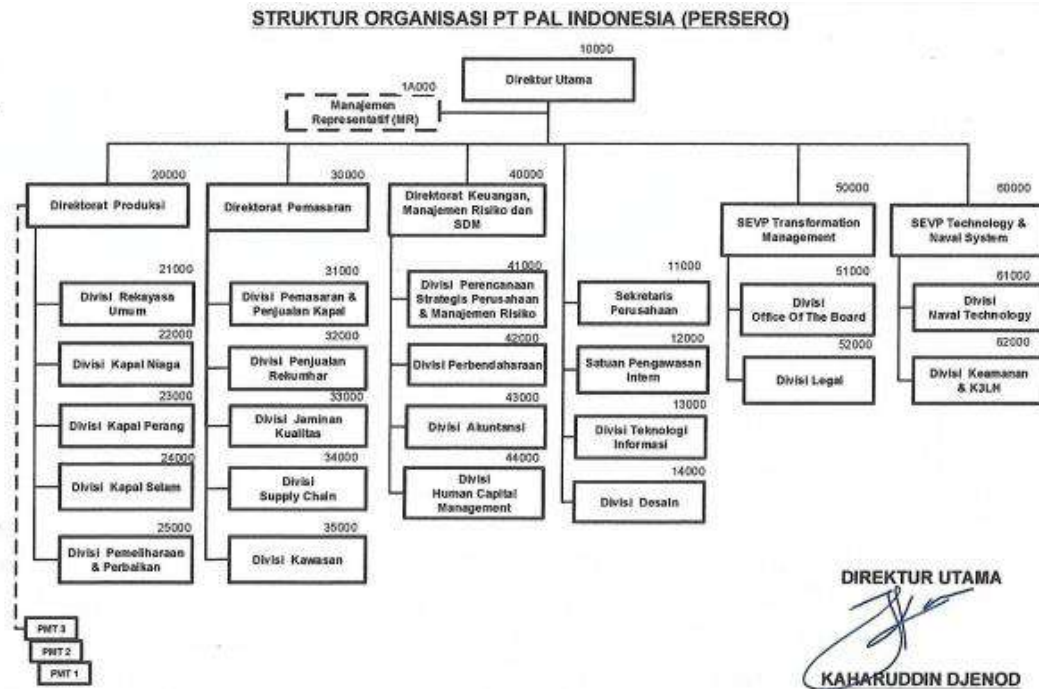 STRUKTUR ORGANISASI PT PAL INDONESIA (PERSERO)
10000
Direktur Utama
1A000
Manajemen
Representatif (MR)
20000
Direktorat Produksi
30000
Direktorat Pemasaran
40000
Direktorat Keuangan,
Manajemen Risiko dan
SDM
50000
SEVP Transformation
Management
60000
SEVP Technology &
Naval System
21000
Divisi Rekayasa
Umum
22000
Divisi Kapal Niaga
23000
Divisi Kapal Perang
24000
Divisi Kapal Selam
25000
Divisi Pemeliharaan
& Perbaikan
31000
Divisi Pemasaran &
Penjualan Kapal
32000
Divisi Penjualan
Rekumhar
33000
Divisi Jaminan
Kualitas
34000
Divisi
Supply Chain
35000
Divisi Kawasan
41000
Divisi Perencanaan
Strategis Perusahaan
& Manajemen Risiko
42000
Divisi Perbendaharaan
43000
Divisi Akuntansi
44000
Divisi
Human Capital
Management
11000
Sekretaris
Perusahaan
12000
Satuan Pengawasan
Intern
13000
Divisi Teknologi
Informasi
14000
Divisi Desain
51000
Divisi
Office Of The Board
52000
Divisi Legal
61000
Divisi
Naval Technology
62000
Divisi Keamanan
& K3LH
PMT 3
PMT 2
PMT 1
DIREKTUR UTAMA
KAHARUDDIN DJENOD